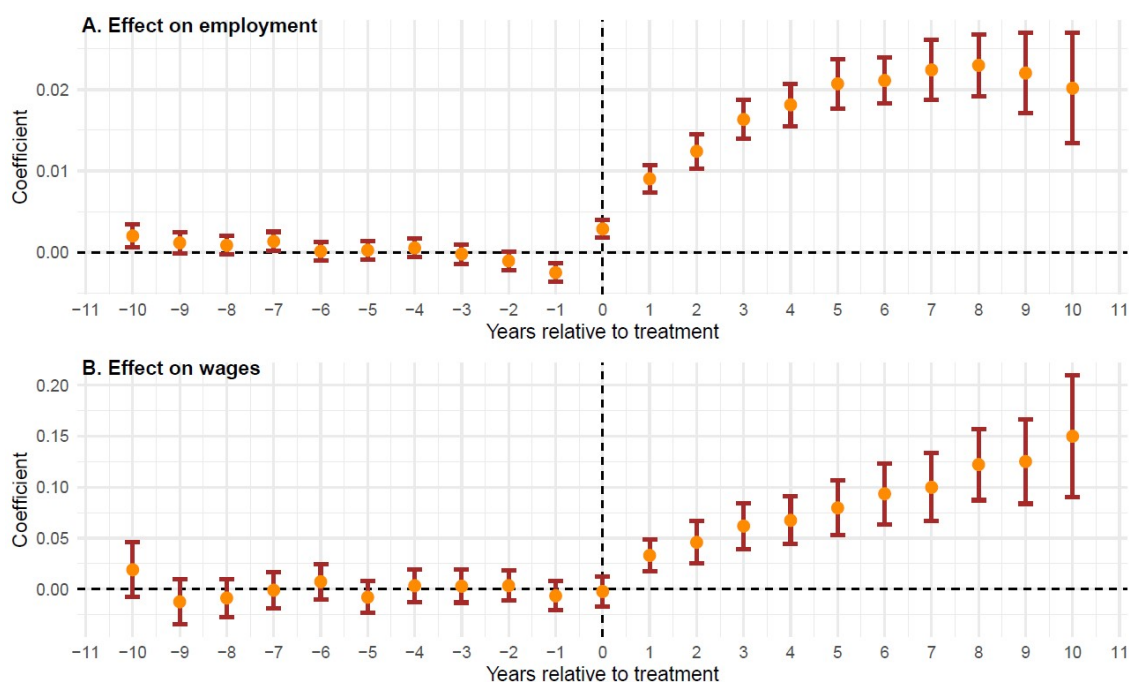 A. Effect on employment
Coefficient
0.02
0.01
0.00
−11 −10 −9 −8 −7 −6 −5 −4 −3 −2 −1 0 1 2 3 4 5 6 7 8 9 10 11
Years relative to treatment
B. Effect on wages
Coefficient
0.20
0.15
0.10
0.05
0.00
−11 −10 −9 −8 −7 −6 −5 −4 −3 −2 −1 0 1 2 3 4 5 6 7 8 9 10 11
Years relative to treatment